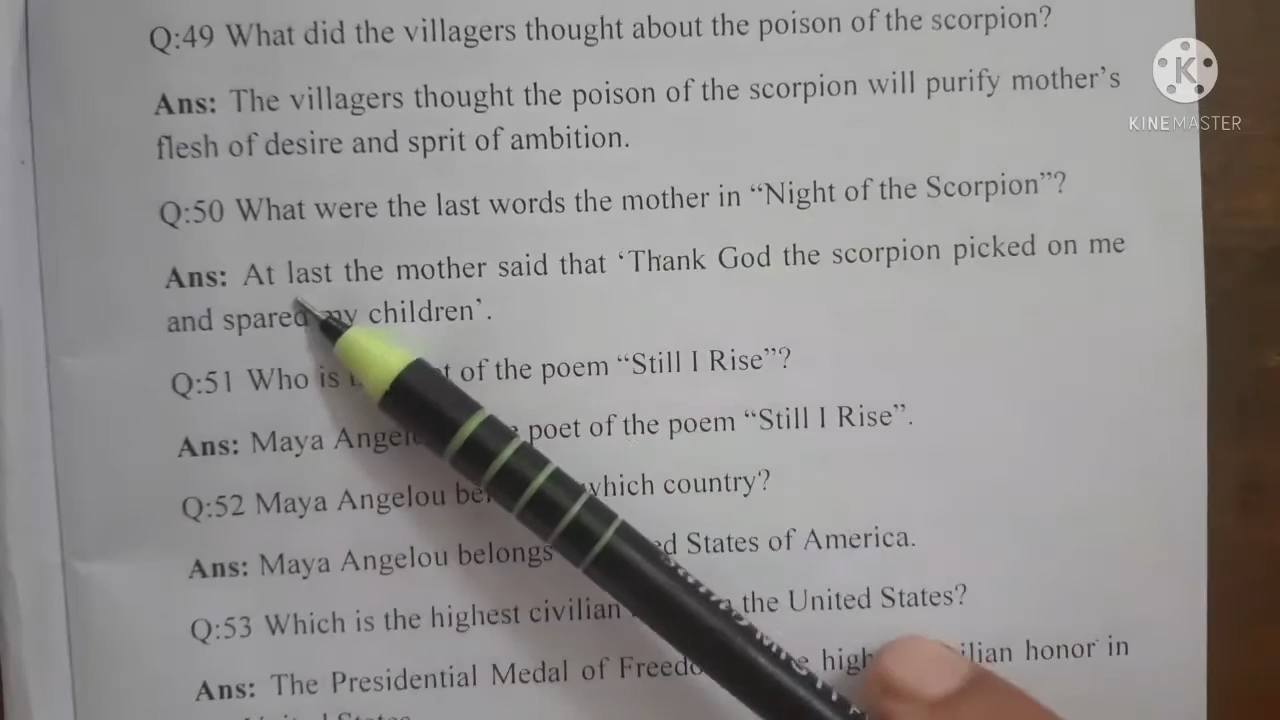 Q:49 What did the villagers thought about the poison of the scorpion?
Ans: The villagers thought the poison of the scorpion will purify mother's
flesh of desire and sprit of ambition.
Q:50 What were the last words the mother in “Night of the Scorpion”?
Ans: At last the mother said that ‘Thank God the scorpion picked on me
and spared my children’.
Q:51 Who is of the poem “Still I Rise”?
Ans: Maya poet of the poem “Still I Rise”.
Q:52 Maya Angelou which country?
Ans: Maya Angelou belongs States of America.
Q:53 Which is the highest civilian the United States?
Ans: The Presidential Medal of honor in
K
KINEMASTER